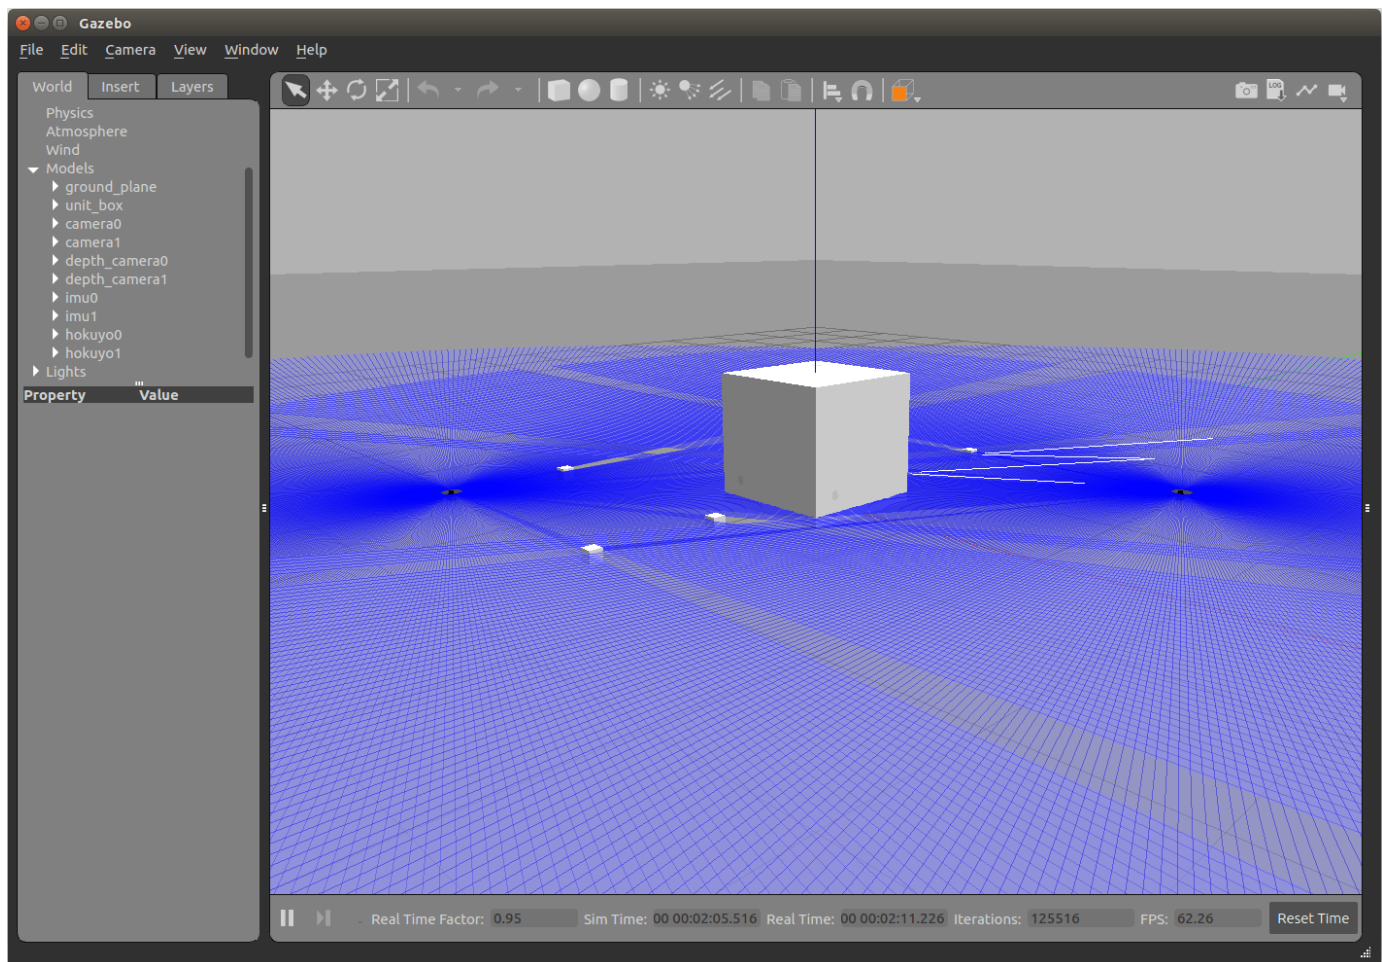 Gazebo
File Edit Camera View Window Help
World Insert Layers
LOG
Physics
Atmosphere
Wind
Models
ground_plane
unit_box
camera0
camera1
depth_camera0
depth_camera1
imu0
imu1
hokuyo0
hokuyo1
Lights
Property Value
Real Time Factor: 0.95 Sim Time: 00 00:02:05.516 Real Time: 00 00:02:11.226 Iterations: 125516 FPS: 62.26 Reset Time